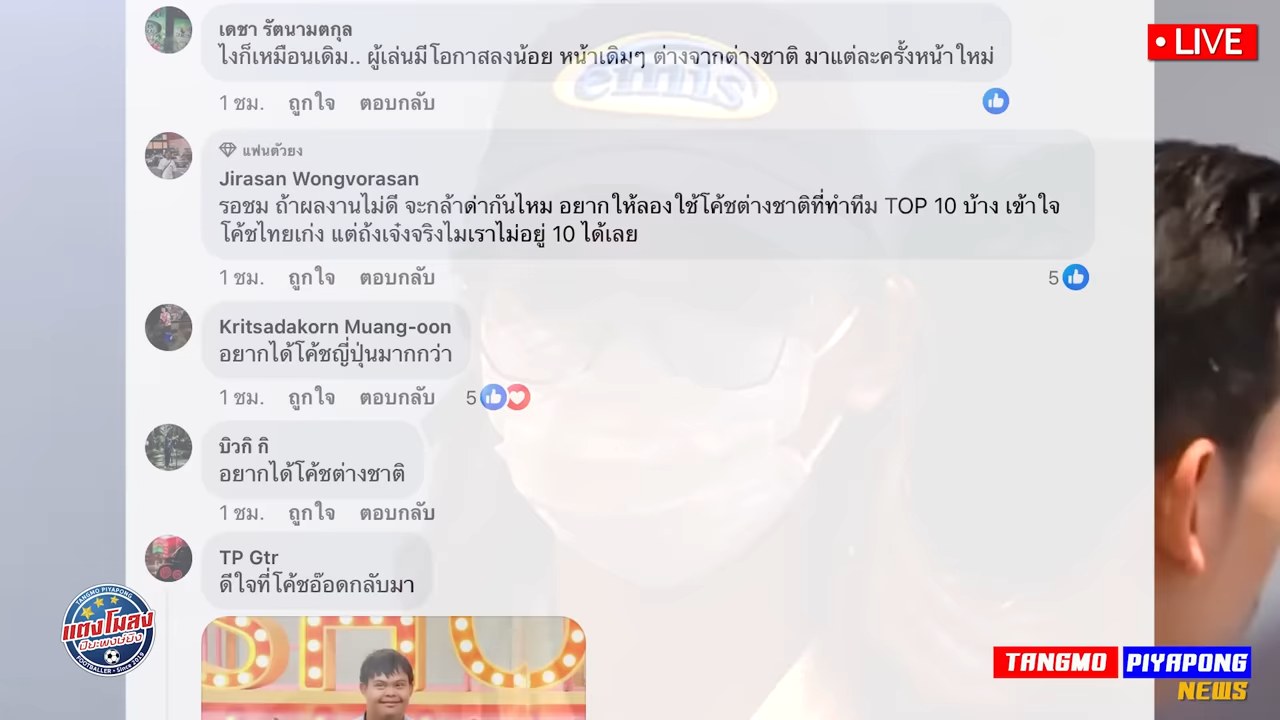 เดชา รัตนามตกุล
ไงก็เหมือนเดิม.. ผู้เล่นมีโอกาสลงน้อย หน้าเดิมๆ ต่างจากต่างชาติ มาแต่ละครั้งหน้าใหม่
1 ชม. ถูกใจ ตอบกลับ
LIVE
แฟนตัวยง
Jirasan Wongvorasan
รอชม ถ้าผลงานไม่ดี จะกล้าด่ากันไหม อยากให้ลองใช้โค้ชต่างชาติที่ทำทีม TOP 10 บ้าง เข้าใจ
โค้ชไทยเก่ง แต่ถ้งเจ๋งจริงไมเราไม่อยู่ 10 ได้เลย
1 ชม. ถูกใจ ตอบกลับ 5
Kritsadakorn Muang-oon
อยากได้โค้ชญี่ปุ่นมากกว่า
1 ชม. ถูกใจ ตอบกลับ 5
บิวกิ กิ
อยากได้โค้ชต่างชาติ
1 ชม. ถูกใจ ตอบกลับ
TP Gtr
ดีใจที่โค้ชอ๊อดกลับมา
TANGMO PIYAPONG
แตงโมลง
ปิยะพงษ์ยิง
FOOTBALLER • Since 2019
TANGMO PIYAPONG
NEWS